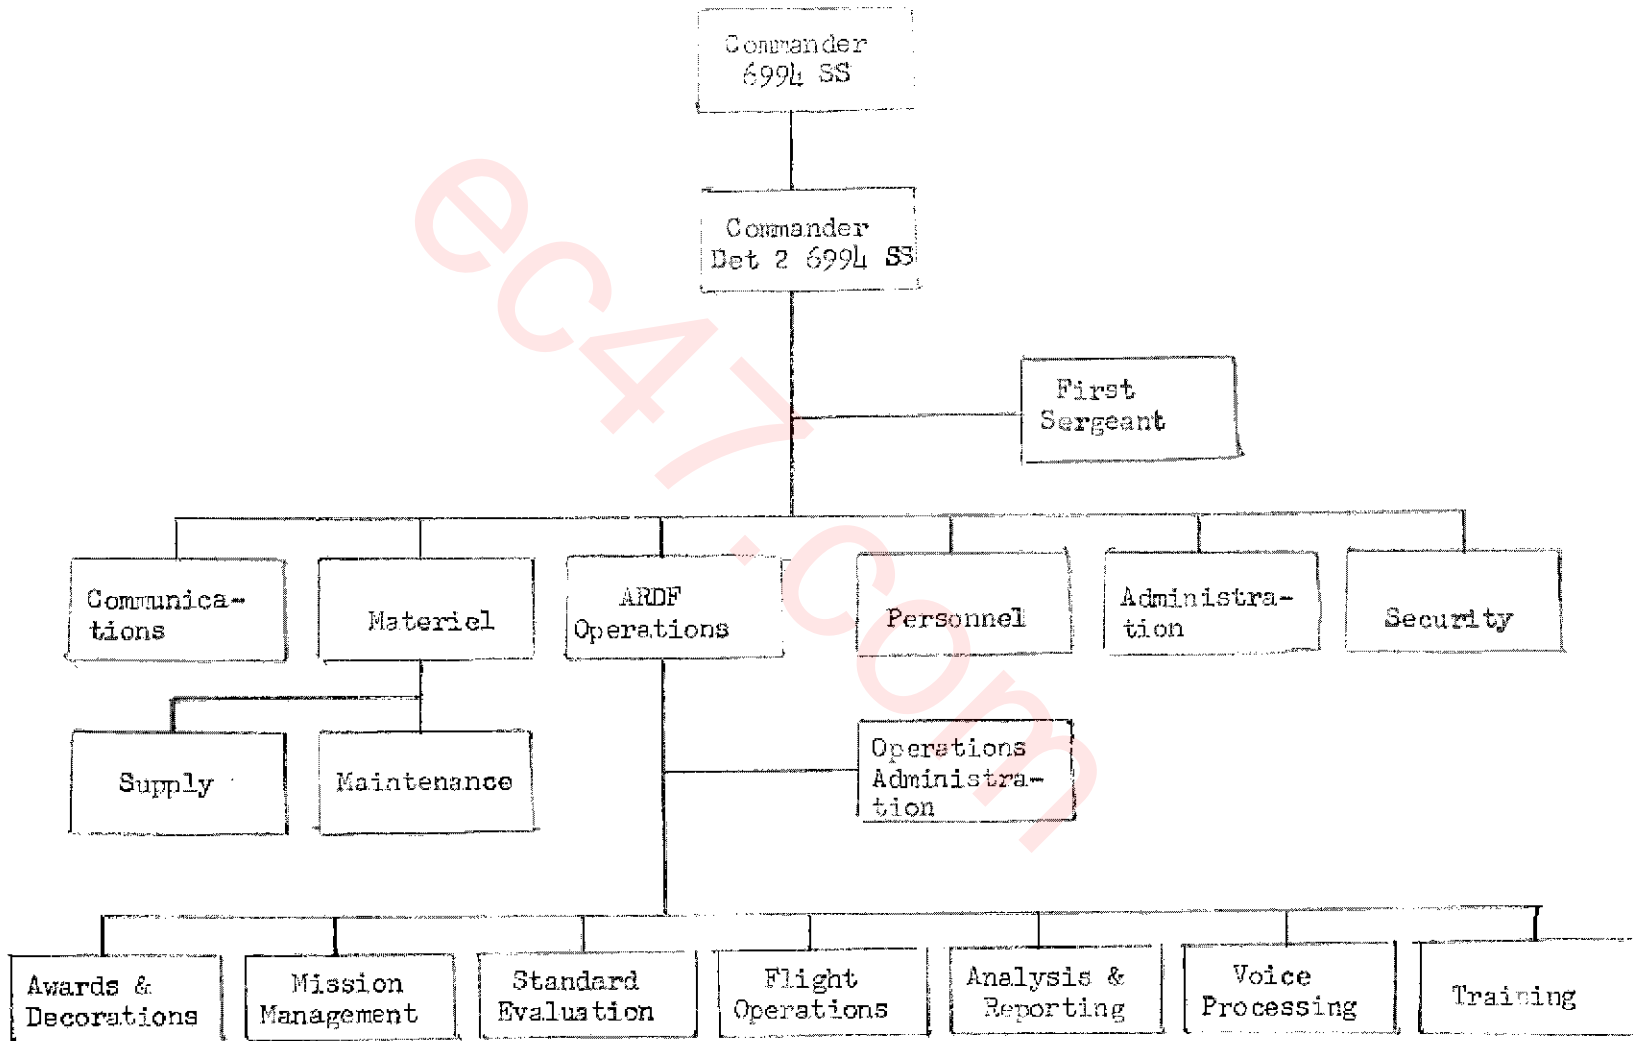 Commander
6994 SS
Commander
Det 2 6994 SS
First
Sergeant
Communica-
tions
Materiel
ARDF
Operations
Personnel
Administra-
tion
Security
Supply
Maintenance
Operations
Administra-
tion
Awards &
Decorations
Mission
Management
Standard
Evaluation
Flight
Operations
Analysis &
Reporting
Voice
Processing
Training
ec47.com